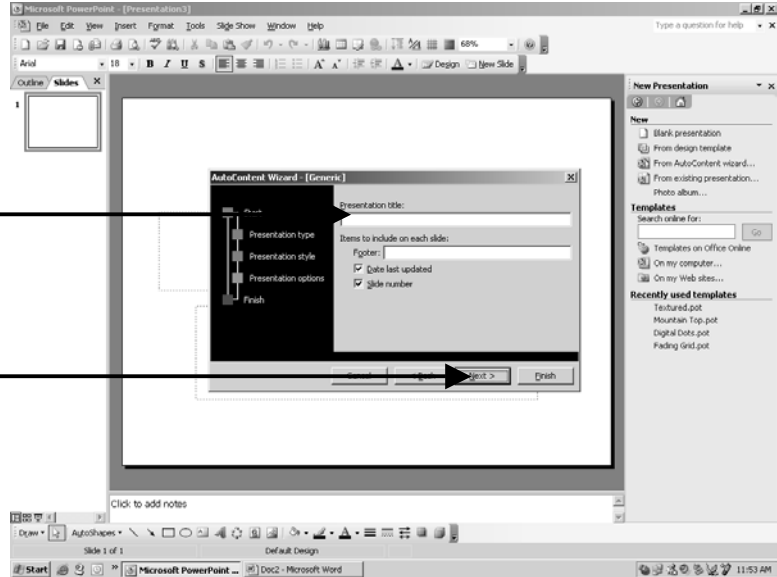 Microsoft PowerPoint - [Presentation3]
File Edit View Insert Format Tools Slide Show Window Help
Type a question for help
68%
Arial 18 B I U S Design New Slide
Outline Slides
1
New Presentation
New
Blank presentation
From design template
From AutoContent wizard...
From existing presentation...
Photo album...
Templates
Search online for:
Go
Templates on Office Online
On my computer...
On my Web sites...
Recently used templates
Textured.pot
Mountain Top.pot
Digital Dots.pot
Fading Grid.pot
AutoContent Wizard - [Generic]
Start
Presentation type
Presentation style
Presentation options
Finish
Presentation title:
Items to include on each slide:
Footer:
Date last updated
Slide number
Cancel < Back Next > Finish
Click to add notes
Draw AutoShapes
Slide 1 of 1 Default Design
Start Microsoft PowerPoint ... Doc2 - Microsoft Word 11:53 AM